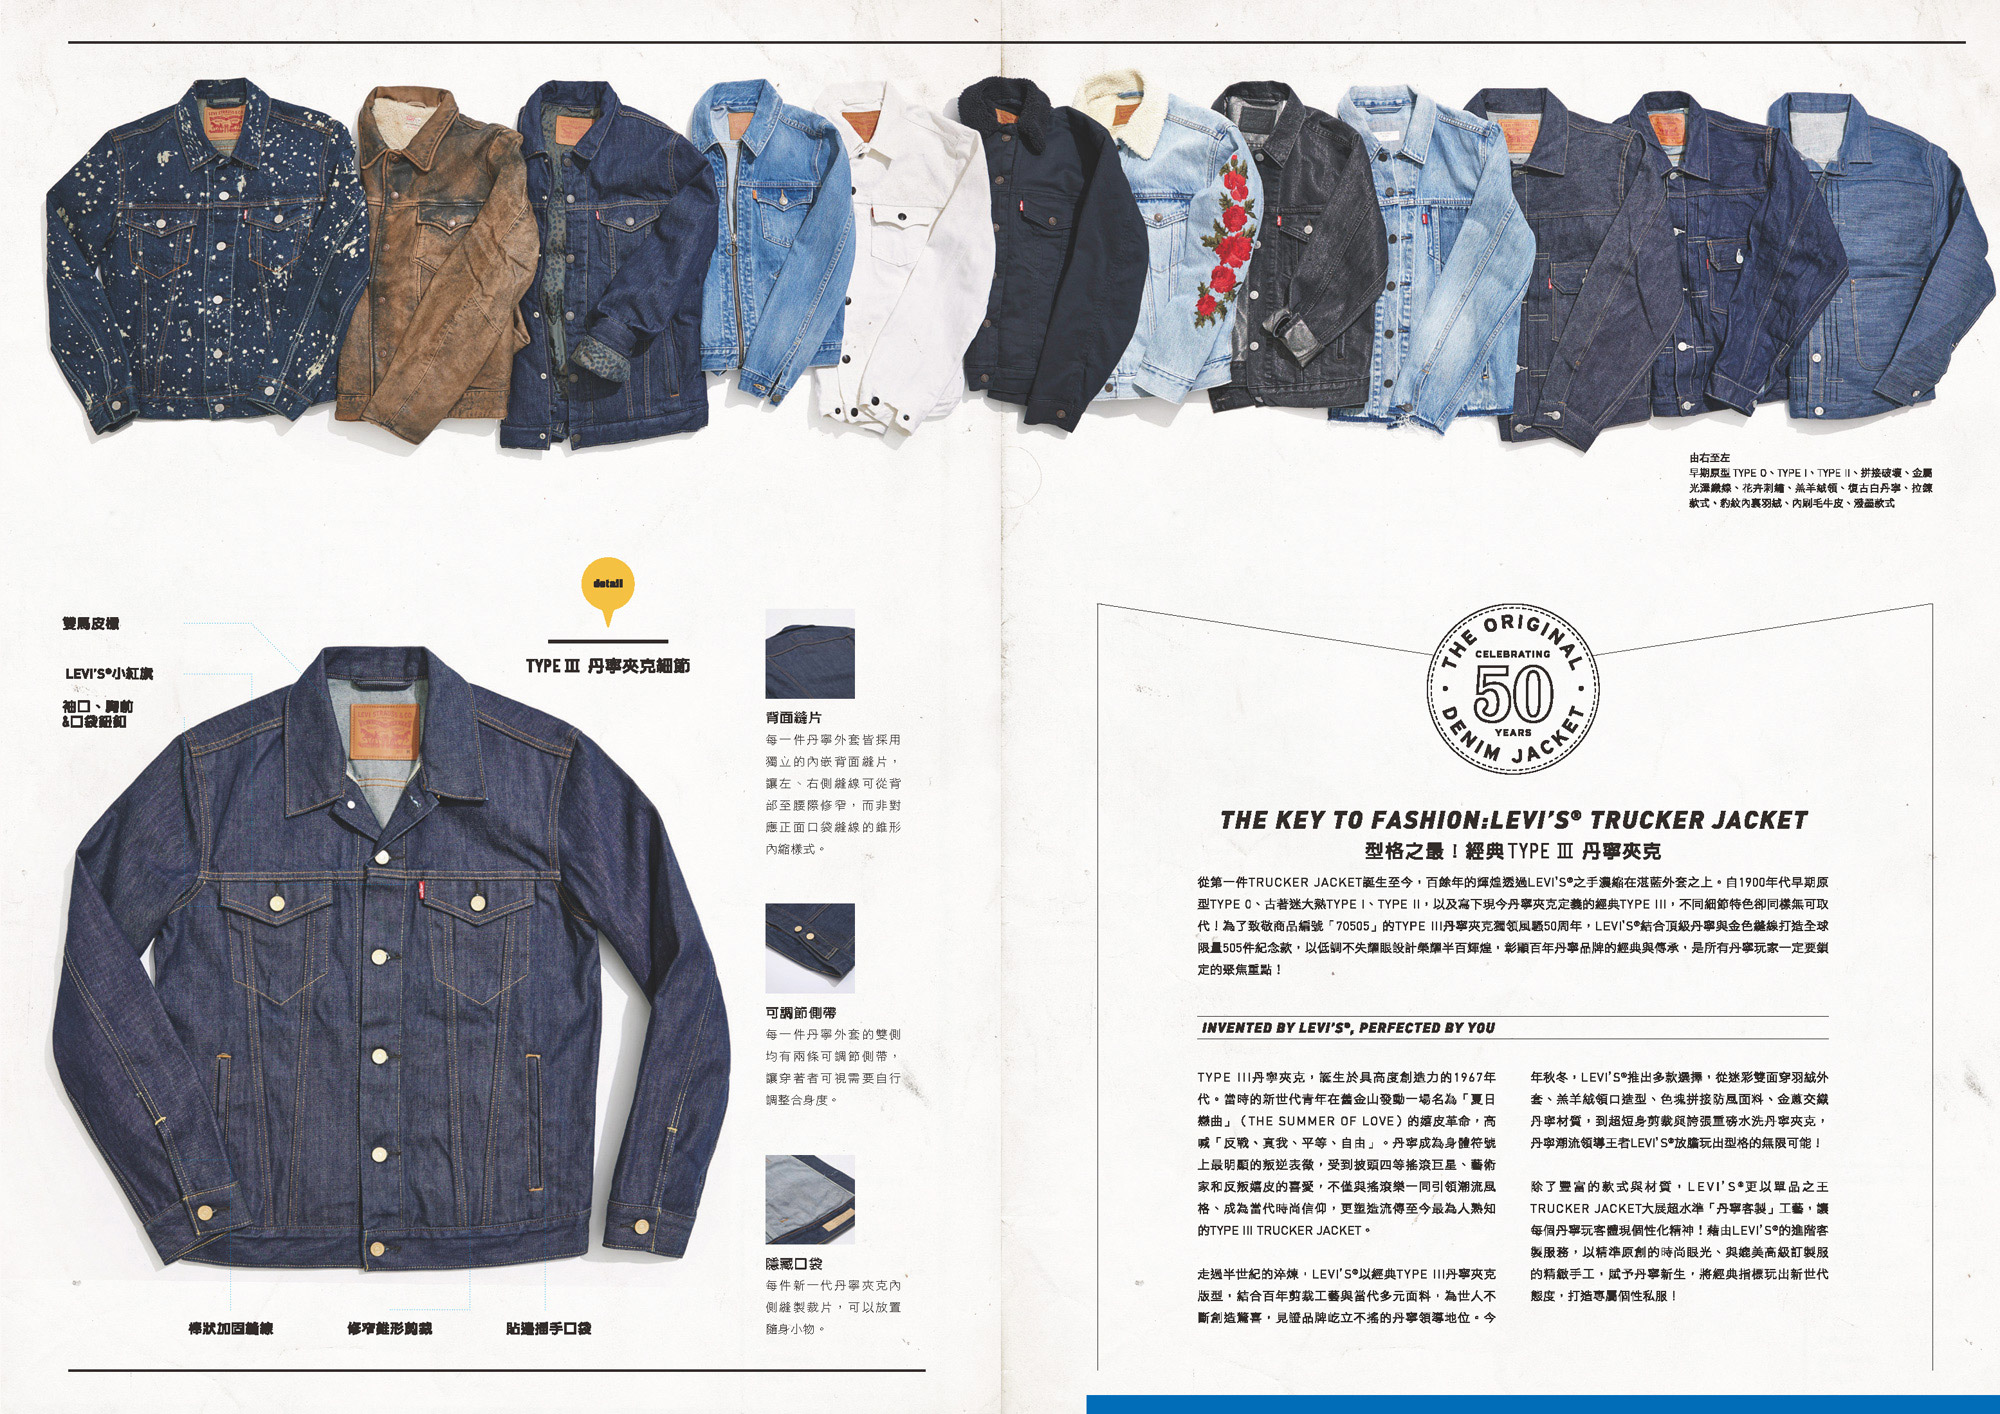 由右至左
早期原型 TYPE 0、TYPE I、TYPE II、拼接破壞、金屬
光澤織線、花卉刺繡、羔羊絨領、復古白丹寧、拉鍊
款式、豹紋內裏羽絨、內刷毛牛皮、潑墨款式
detail
TYPE III 丹寧夾克細節
雙馬皮標
LEVI'S®小紅旗
袖口、胸前
&口袋鈕釦
棒狀加固縫線
修窄錐形剪裁
貼邊插手口袋
背面縫片
每一件丹寧外套皆採用
獨立的內嵌背面縫片，
讓左、右側縫線可從背
部至腰際修窄，而非對
應正面口袋縫線的錐形
內縮樣式。
可調節側帶
每一件丹寧外套的雙側
均有兩條可調節側帶，
讓穿著者可視需要自行
調整合身度。
隱藏口袋
每件新一代丹寧夾克內
側縫製裁片，可以放置
隨身小物。
THE ORIGINAL
CELEBRATING
50
YEARS
DENIM JACKET
THE KEY TO FASHION:LEVI'S® TRUCKER JACKET
型格之最！經典TYPE III 丹寧夾克
從第一件TRUCKER JACKET誕生至今，百餘年的輝煌透過LEVI'S®之手濃縮在湛藍外套之上。自1900年代早期原
型TYPE 0、古著迷大熱TYPE I、TYPE II，以及寫下現今丹寧夾克定義的經典TYPE III，不同細節特色卻同樣無可取
代！為了致敬商品編號「70505」的TYPE III丹寧夾克獨領風騷50周年，LEVI'S®結合頂級丹寧與金色縫線打造全球
限量505件紀念款，以低調不失耀眼設計榮耀半百輝煌，彰顯百年丹寧品牌的經典與傳承，是所有丹寧玩家一定要鎖
定的聚焦重點！
INVENTED BY LEVI'S®, PERFECTED BY YOU
TYPE III丹寧夾克，誕生於具高度創造力的1967年
代。當時的新世代青年在舊金山發動一場名為「夏日
戀曲」（THE SUMMER OF LOVE）的嬉皮革命，高
喊「反戰、真我、平等、自由」。丹寧成為身體符號
上最明顯的叛逆表徵，受到披頭四等搖滾巨星、藝術
家和反叛嬉皮的喜愛，不僅與搖滾樂一同引領潮流風
格、成為當代時尚信仰，更塑造流傳至今最為人熟知
的TYPE III TRUCKER JACKET。
走過半世紀的淬煉，LEVI'S®以經典TYPE III丹寧夾克
版型，結合百年剪裁工藝與當代多元面料，為世人不
斷創造驚喜，見證品牌屹立不搖的丹寧領導地位。今
年秋冬，LEVI'S®推出多款選擇，從迷彩雙面穿羽絨外
套、羔羊絨領口造型、色塊拼接防風面料、金蔥交織
丹寧材質，到超短身剪裁與誇張重磅水洗丹寧夾克，
丹寧潮流領導王者LEVI'S®放膽玩出型格的無限可能！
除了豐富的款式與材質，LEVI'S®更以單品之王
TRUCKER JACKET大展超水準「丹寧客製」工藝，讓
每個丹寧玩客體現個性化精神！藉由LEVI'S®的進階客
製服務，以精準原創的時尚眼光、與媲美高級訂製服
的精緻手工，賦予丹寧新生，將經典指標玩出新世代
態度，打造專屬個性私服！